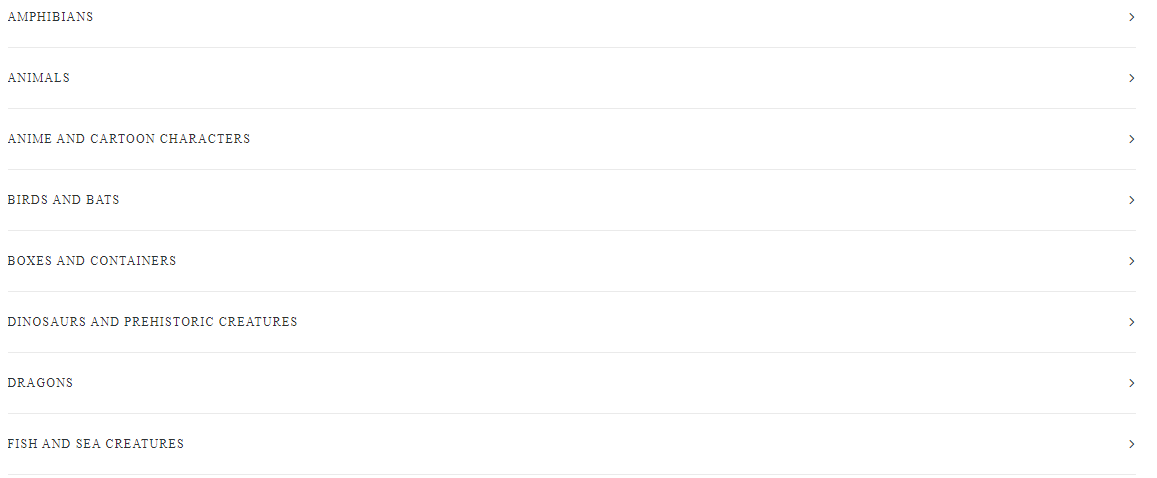 AMPHIBIANS
ANIMALS
ANIME AND CARTOON CHARACTERS
BIRDS AND BATS
BOXES AND CONTAINERS
DINOSAURS AND PREHISTORIC CREATURES
DRAGONS
FISH AND SEA CREATURES